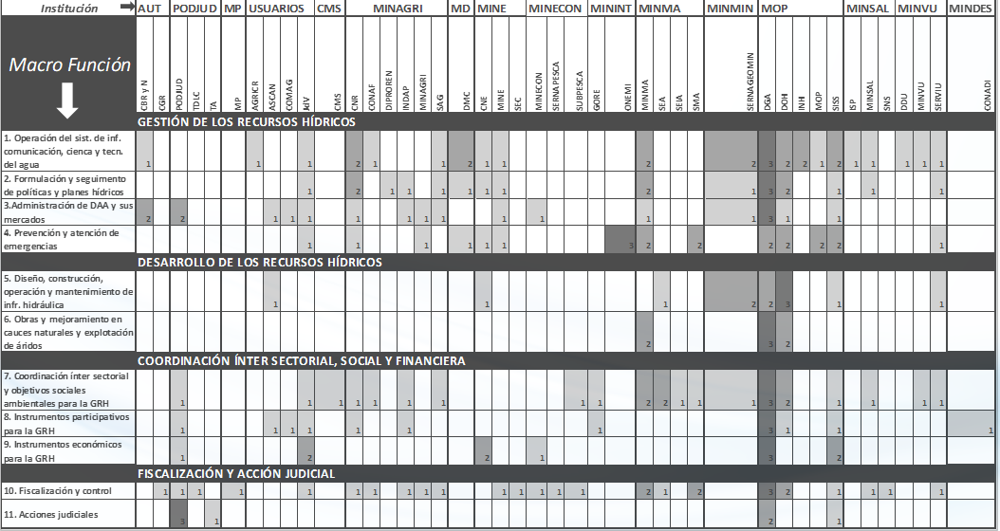 Institución AUT PODJUD MP USUARIOS CMS MINAGRI MD MINE MINECON MININT MINMA MINMIN MOP MINSAL MINVU MINDES
Macro Función
CBR y N CGR PODJUD TDLC TA MP AGRICR ASCAN COMAG JdV CMS CNR CONAF DIPROREN INDAP MINAGRI SAG DMC CNE MINE SEC MINECON SERNAPESCA SUBPESCA GORE ONEMI MINMA SEA SEIA SMA SERNAGEOMIN DGA DOH INH MOP SISS ISP MINSAL SNS DDU MINVU SERVIU CONADI
GESTIÓN DE LOS RECURSOS HÍDRICOS
1. Operación del sist. de inf.
comunicación, cienca y tecn.
del agua 1 1 1 2 1 1 2 1 1 2 2 3 2 2 1 2 1 1 1 1 1
2. Formulación y seguimento
de políticas y planes hídricos 1 2 1 1 1 1 1 1 2 1 3 2 1 1 1
3.Administración de DAA y sus
mercados 2 2 1 1 1 1 1 1 1 1 1 1 1 3 1 1
4. Prevención y atención de
emergencias 1 1 1 1 1 1 3 2 2 2 2 2 2 1
DESARROLLO DE LOS RECURSOS HÍDRICOS
5. Diseño, construcción,
operación y mantenimiento de
infr. hidráulica 1 1 1 2 2 3 1 1
6. Obras y mejoramiento en
cauces naturales y explotación
de áridos 2 3 2
COORDINACIÓN ÍNTER SECTORIAL, SOCIAL Y FINANCIERA
7. Coordinación ínter sectorial
y objetivos sociales
ambientales para la GRH 1 1 1 1 1 1 1 1 1 2 2 1 1 1 3 2 1 1 1 1
8. Instrumentos participativos
para la GRH 1 1 1 1 1 1 1 3 1 1 1
9. Instrumentos económicos
para la GRH 1 2 2 1 3 2
FISCALIZACIÓN Y ACCIÓN JUDICIAL
10. Fiscalización y control 1 1 1 1 1 1 1 1 1 1 1 1 1 1 1 2 1 2 3 2 1 1 1 1
11. Acciones judiciales 3 1 2 1